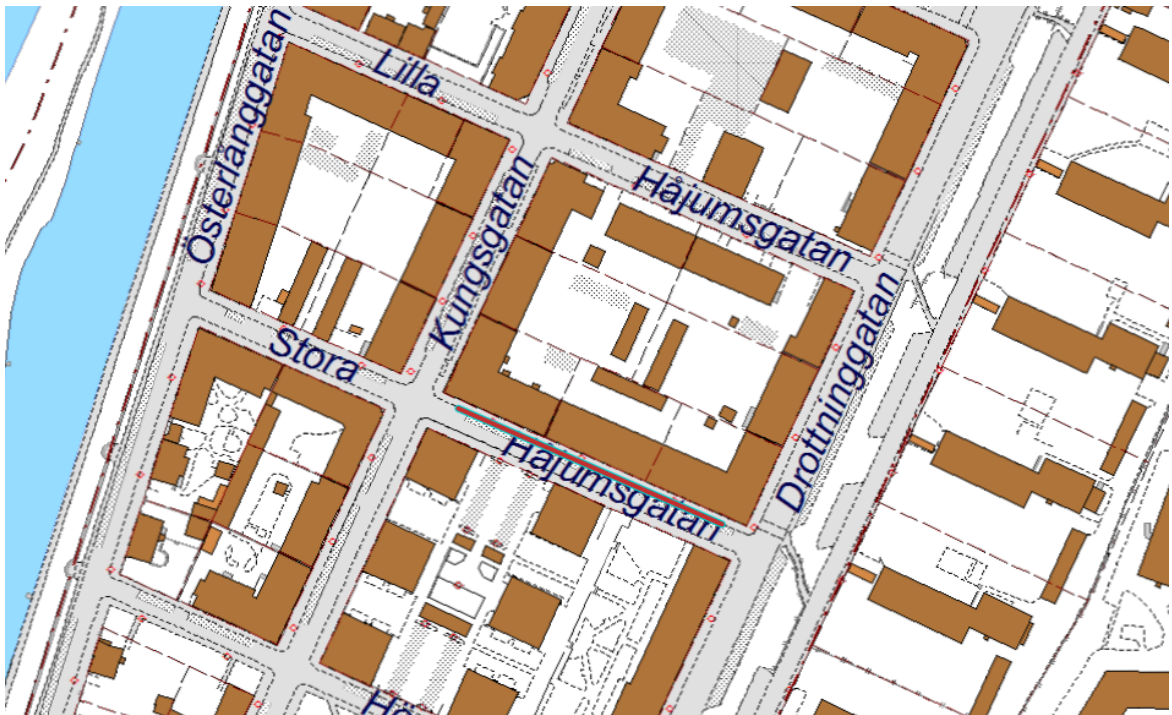 Österlånggatan
Lilla
Håjumsgatan
Kungsgatan
Stora
Håjumsgatan
Drottninggatan